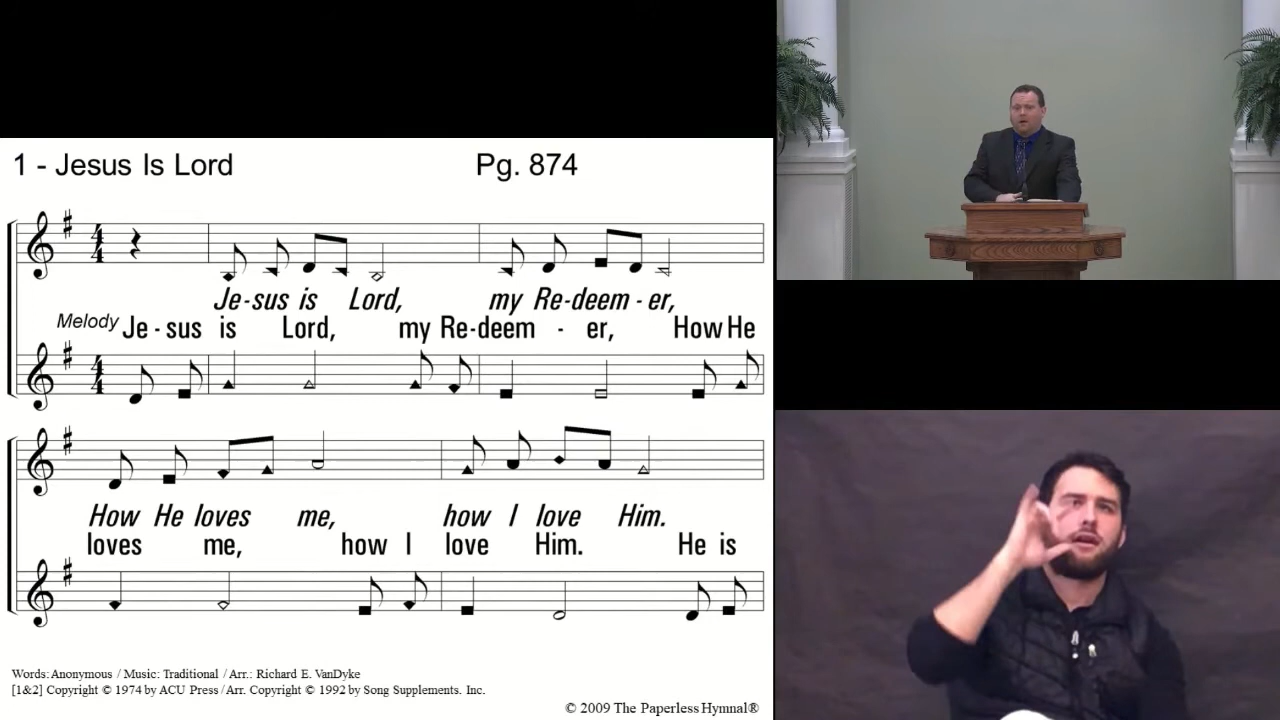 1 - Jesus Is Lord Pg. 874
Je-sus is Lord, my Re-deem - er,
Melody Je - sus is Lord, my Re-deem - er, How He
How He loves me, how I love Him.
loves me, how I love Him. He is
Words: Anonymous / Music: Traditional / Arr.: Richard E. VanDyke
[1&2] Copyright © 1974 by ACU Press / Arr. Copyright © 1992 by Song Supplements. Inc.
© 2009 The Paperless Hymnal®